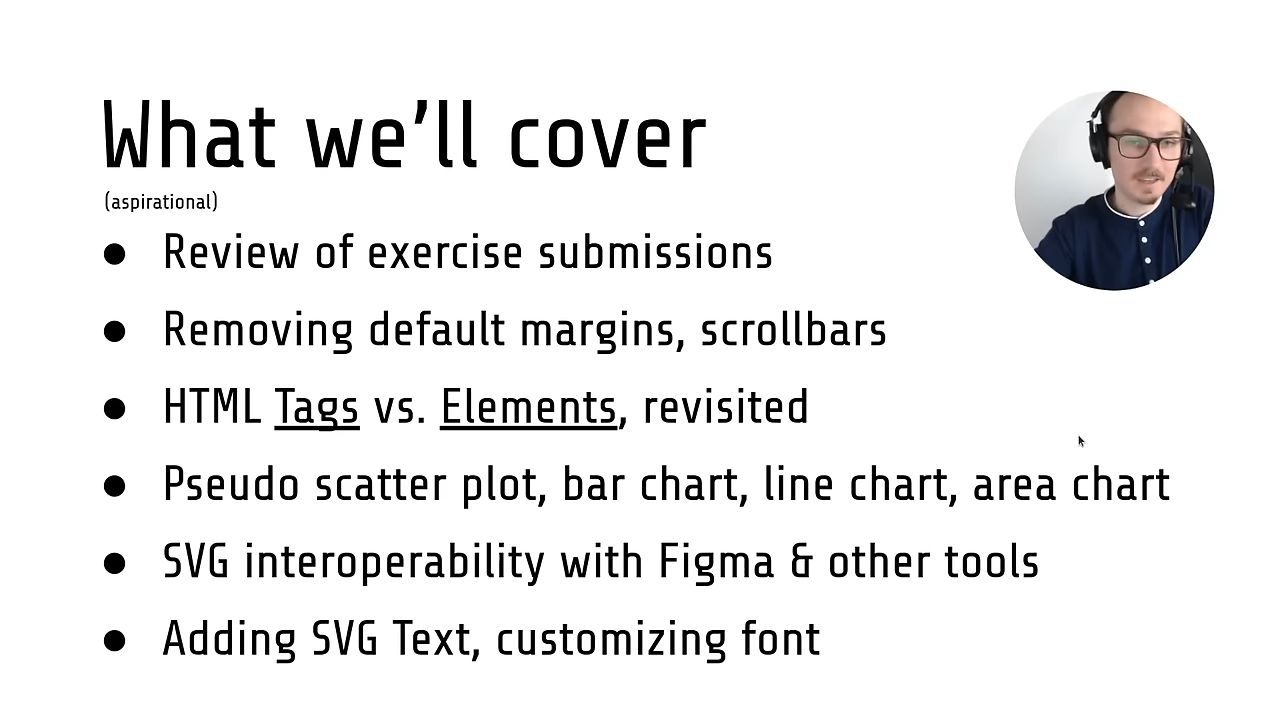 What we’ll cover
(aspirational)
● Review of exercise submissions
● Removing default margins, scrollbars
● HTML Tags vs. Elements, revisited
● Pseudo scatter plot, bar chart, line chart, area chart
● SVG interoperability with Figma & other tools
● Adding SVG Text, customizing font